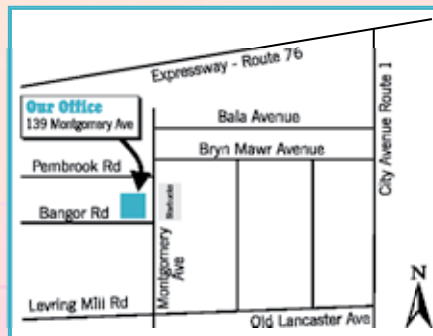 Expressway - Route 76
Our Office
139 Montgomery Ave
Bala Avenue
City Avenue Route 1
Bryn Mawr Avenue
Pembrook Rd
Starbucks
Bangor Rd
Montgomery
Ave
N
Levring Mill Rd
Old Lancaster Ave